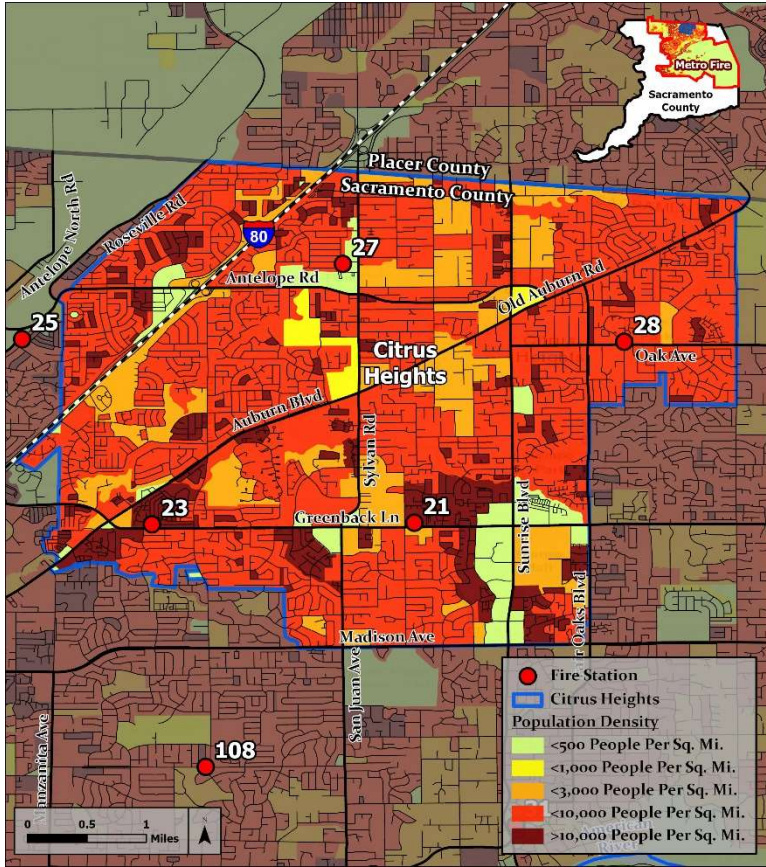 Metro Fire
Sacramento
County
Placer County
Sacramento County
Antelope North Rd
Roseville Rd
80
27
Antelope Rd
Old Auburn Rd
25
28
Oak Ave
Citrus
Heights
Auburn Blvd
Sylvan Rd
23
21
Greenback Ln
Sunrise Blvd
Madison Ave
Oaks Blvd
San Juan Ave
Manzanita Ave
108
Fire Station
Citrus Heights
Population Density
<500 People Per Sq. Mi.
<1,000 People Per Sq. Mi.
<3,000 People Per Sq. Mi.
<10,000 People Per Sq. Mi.
>10,000 People Per Sq. Mi.
American
River
0 0.5 1
Miles
N